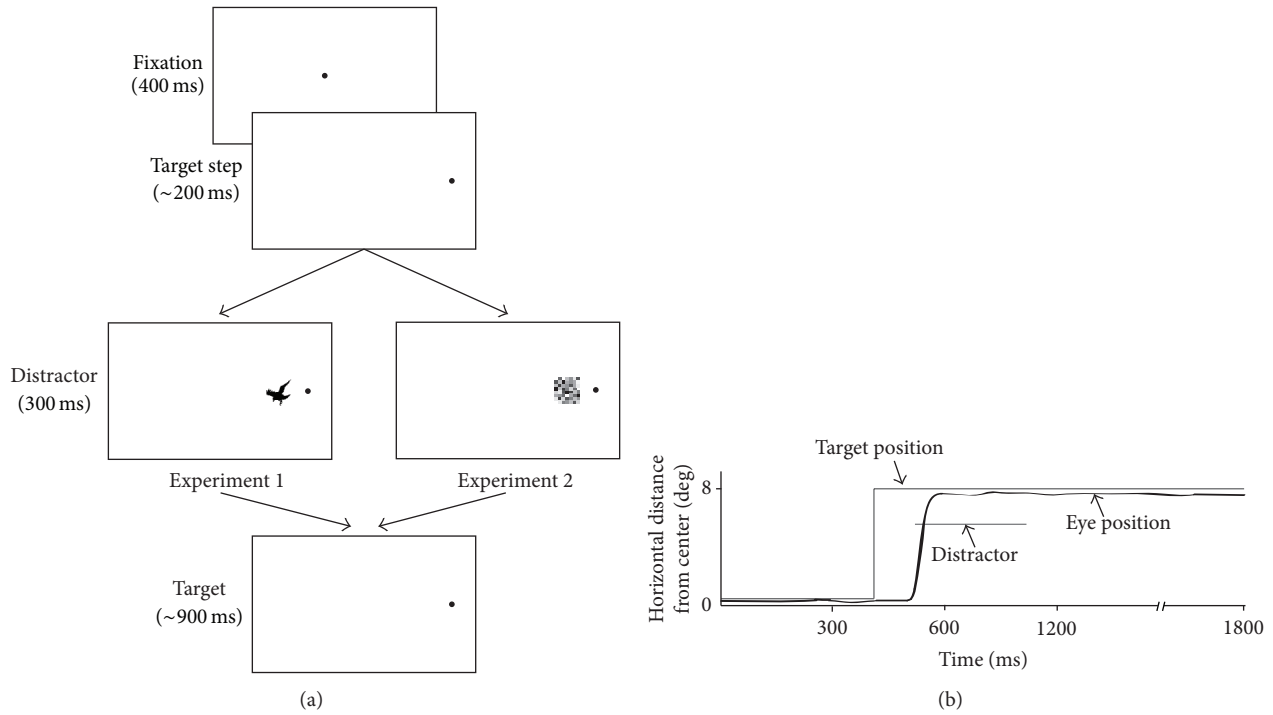 Fixation
(400 ms)
Target step
(~200 ms)
Distractor
(300 ms)
Experiment 1
Experiment 2
Target
(~900 ms)
(a)
Horizontal distance
from center (deg)
8
0
Target position
Eye position
Distractor
300
600
1200
1800
Time (ms)
(b)